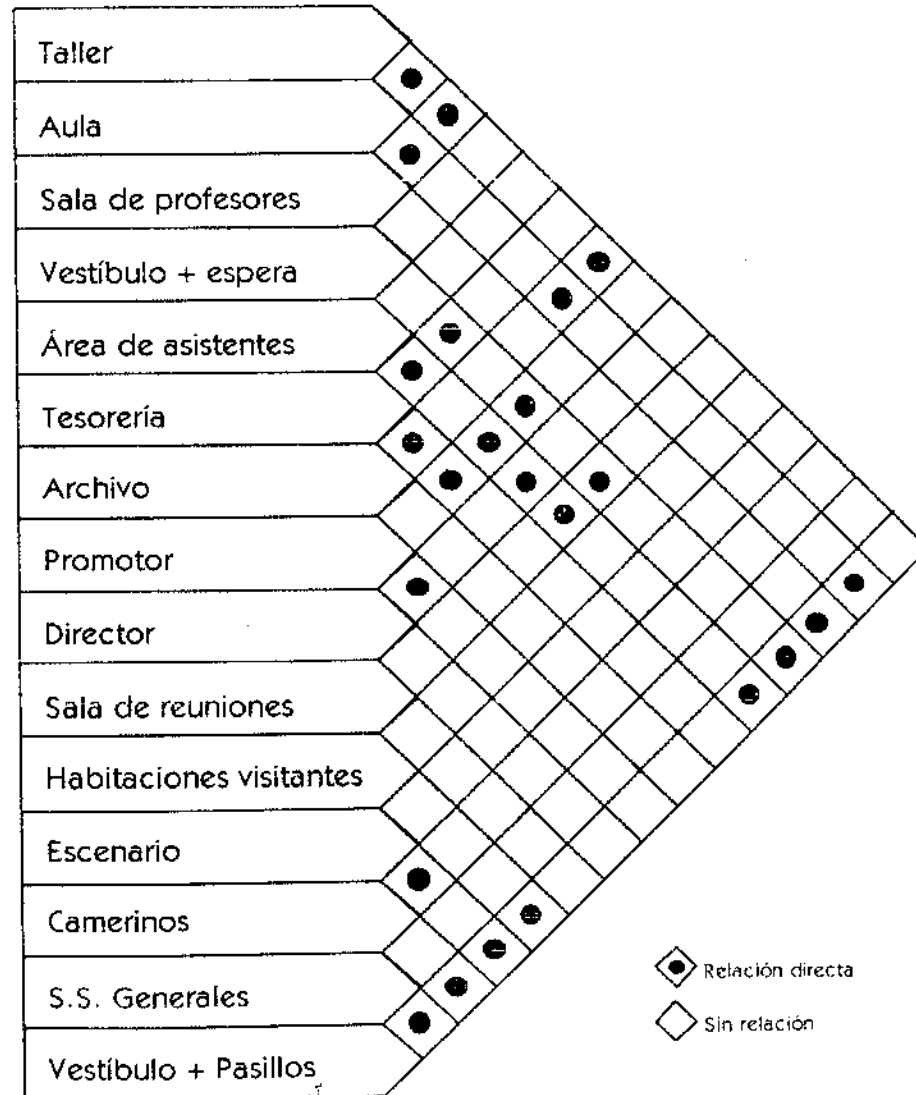 Taller
Aula
Sala de profesores
Vestíbulo + espera
Área de asistentes
Tesorería
Archivo
Promotor
Director
Sala de reuniones
Habitaciones visitantes
Escenario
Camerinos
S.S. Generales
Vestíbulo + Pasillos
Relación directa
Sin relación